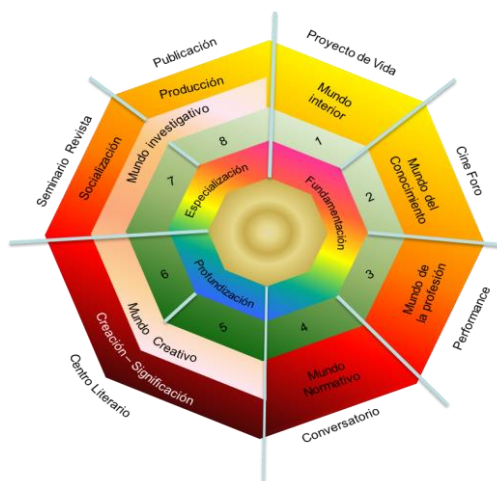 Publicación
Proyecto de Vida
Producción
Mundo
interior
Seminario Revista
Socialización
Mundo investigativo
8
1
Cine Foro
Mundo del
Conocimiento
7
Especialización
Fundamentación
2
6
Profundización
3
Mundo de
la profesión
Performance
5
4
Mundo Creativo
Creación – Significación
Centro Literario
Mundo
Normativo
Conversatorio